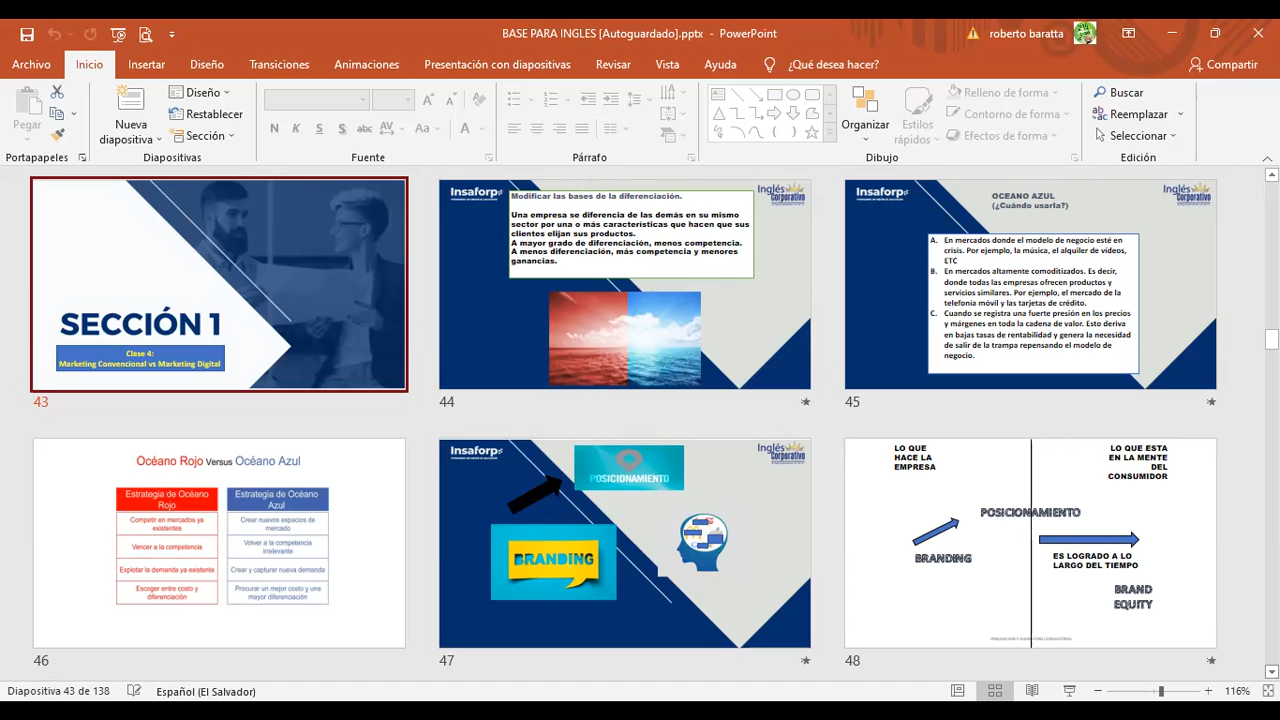 BASE PARA INGLES [Autoguardado].pptx - PowerPoint
roberto baratta
Archivo
Inicio
Insertar
Diseño
Transiciones
Animaciones
Presentación con diapositivas
Revisar
Vista
Ayuda
¿Qué desea hacer?
Compartir
Pegar
Nueva
diapositiva
Diseño
Restablecer
Sección
N K S S abc AV Aa A
Organizar
Estilos
rápidos
Relleno de forma
Contorno de forma
Efectos de forma
Buscar
Reemplazar
Seleccionar
Portapapeles
Diapositivas
Fuente
Párrafo
Dibujo
Edición
SECCIÓN 1
Clase 4:
Marketing Convencional vs Marketing Digital
43
Insaforp
Inglés
Corporativo
Modificar las bases de la diferenciación.
Una empresa se diferencia de las demás en su mismo
sector por una o más características que hacen que sus
clientes elijan sus productos.
A mayor grado de diferenciación, menos competencia.
A menos diferenciación, más competencia y menores
ganancias.
44
Insaforp
Inglés
Corporativo
OCEANO AZUL
(¿Cuándo usarla?)
A. En mercados donde el modelo de negocio esté en
crisis. Por ejemplo, la música, el alquiler de videos,
ETC
B. En mercados altamente comoditizados. Es decir,
donde todas las empresas ofrecen productos y
servicios similares. Por ejemplo, el mercado de la
telefonía móvil y las tarjetas de crédito.
C. Cuando se registra una fuerte presión en los precios
y márgenes en toda la cadena de valor. Esto deriva
en bajas tasas de rentabilidad y genera la necesidad
de salir de la trampa repensando el modelo de
negocio.
45
Océano Rojo Versus Océano Azul
Estrategia de Océano
Rojo
Estrategia de Océano
Azul
Competir en mercados ya
existentes
Crear nuevos espacios de
mercado
Vencer a la competencia
Volver a la competencia
irrelevante
Explotar la demanda ya existente
Crear y capturar nueva demanda
Escoger entre costo y
diferenciación
Procurar un mejor costo y una
mayor diferenciación
46
Insaforp
Inglés
Corporativo
POSICIONAMIENTO
BRANDING
47
LO QUE
HACE LA
EMPRESA
LO QUE ESTA
EN LA MENTE
DEL
CONSUMIDOR
POSICIONAMIENTO
BRANDING
ES LOGRADO A LO
LARGO DEL TIEMPO
BRAND
EQUITY
48
Diapositiva 43 de 138
Español (El Salvador)
116%